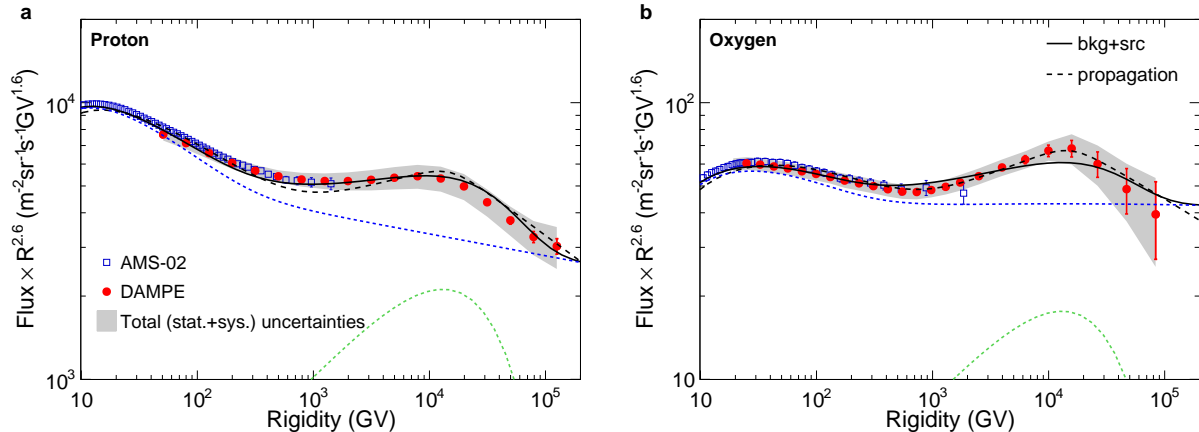 a
Proton
Flux × R^2.6 (m^-2sr^-1s^-1GV^1.6)
10^4
10^3
AMS-02
DAMPE
Total (stat.+sys.) uncertainties
10 10^2 10^3 10^4 10^5
Rigidity (GV)
b
Oxygen
bkg+src
propagation
Flux × R^2.6 (m^-2sr^-1s^-1GV^1.6)
10^2
10
10 10^2 10^3 10^4 10^5
Rigidity (GV)